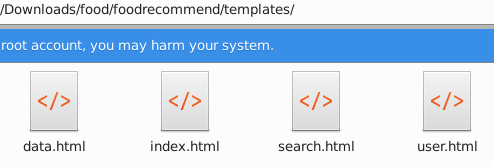 /Downloads/food/foodrecommend/templates/
root account, you may harm your system.
</> </> </> </>
data.html index.html search.html user.html